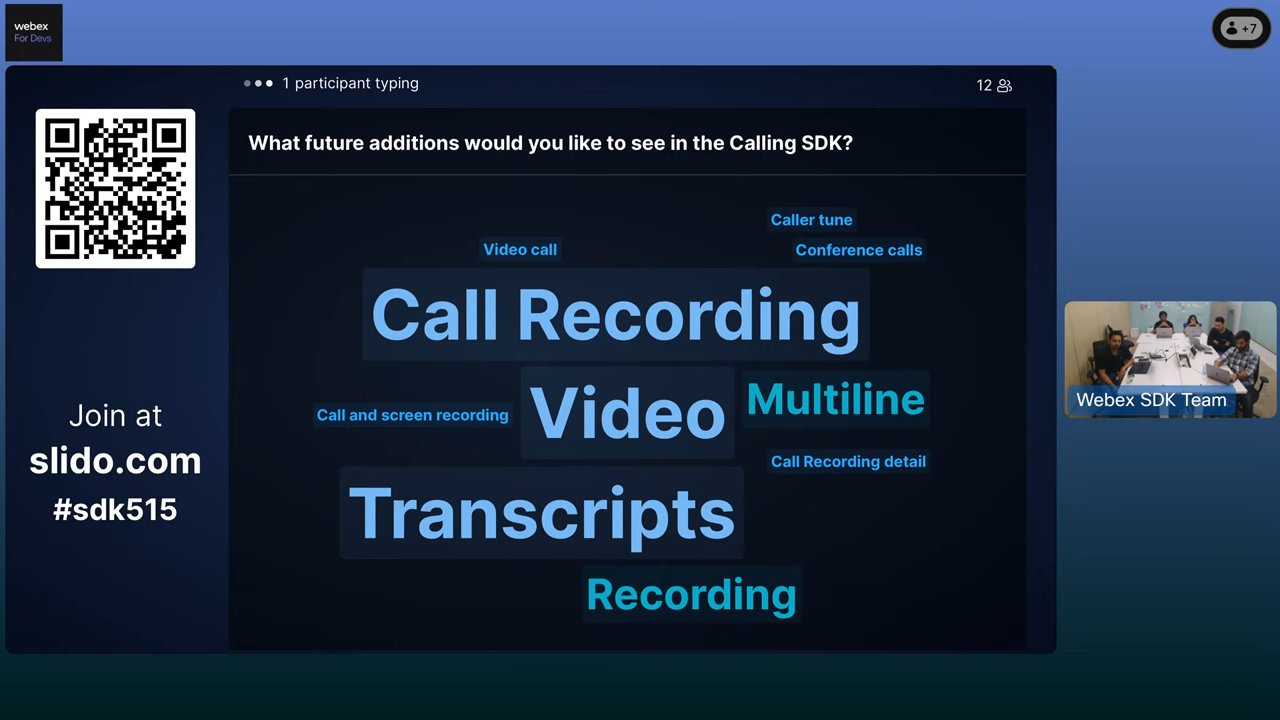 webex
For Devs
+7
1 participant typing
12
What future additions would you like to see in the Calling SDK?
Caller tune
Video call
Conference calls
Call Recording
Video
Multiline
Call and screen recording
Call Recording detail
Transcripts
Recording
Join at
slido.com
#sdk515
Webex SDK Team